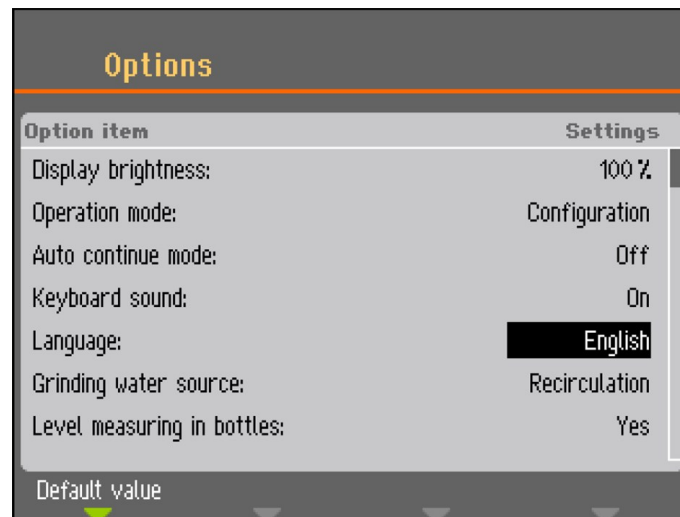 Options
Option item Settings
Display brightness: 100 %
Operation mode: Configuration
Auto continue mode: Off
Keyboard sound: On
Language: English
Grinding water source: Recirculation
Level measuring in bottles: Yes
Default value